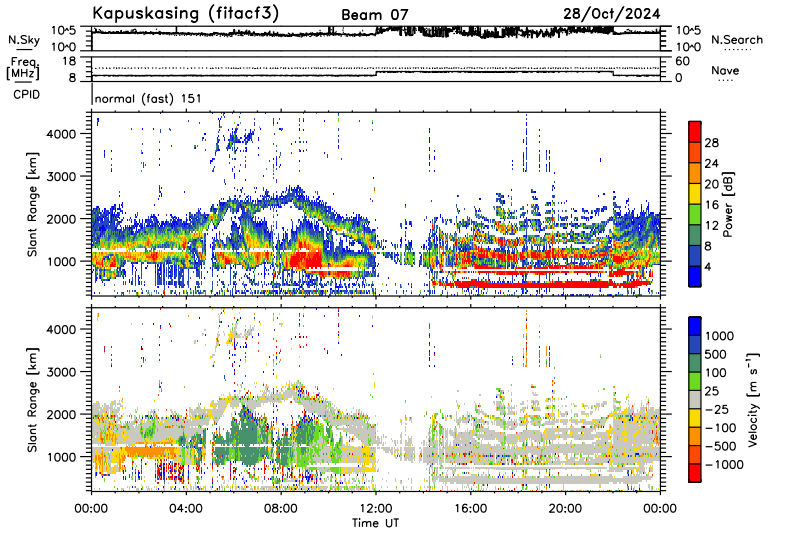 Kapuskasing (fitacf3) Beam 07 28/Oct/2024
N.Sky 10^5 10^0 10^5 10^0 N.Search
Freq. [MHz] 18 8 60 0 Nave
CPID normal (fast) 151
Slant Range [km] 4000 3000 2000 1000
28 24 20 16 12 8 4 Power [dB]
Slant Range [km] 4000 3000 2000 1000
1000 500 100 25 −25 −100 −500 −1000 Velocity [m s⁻¹]
00:00 04:00 08:00 12:00 16:00 20:00 00:00
Time UT